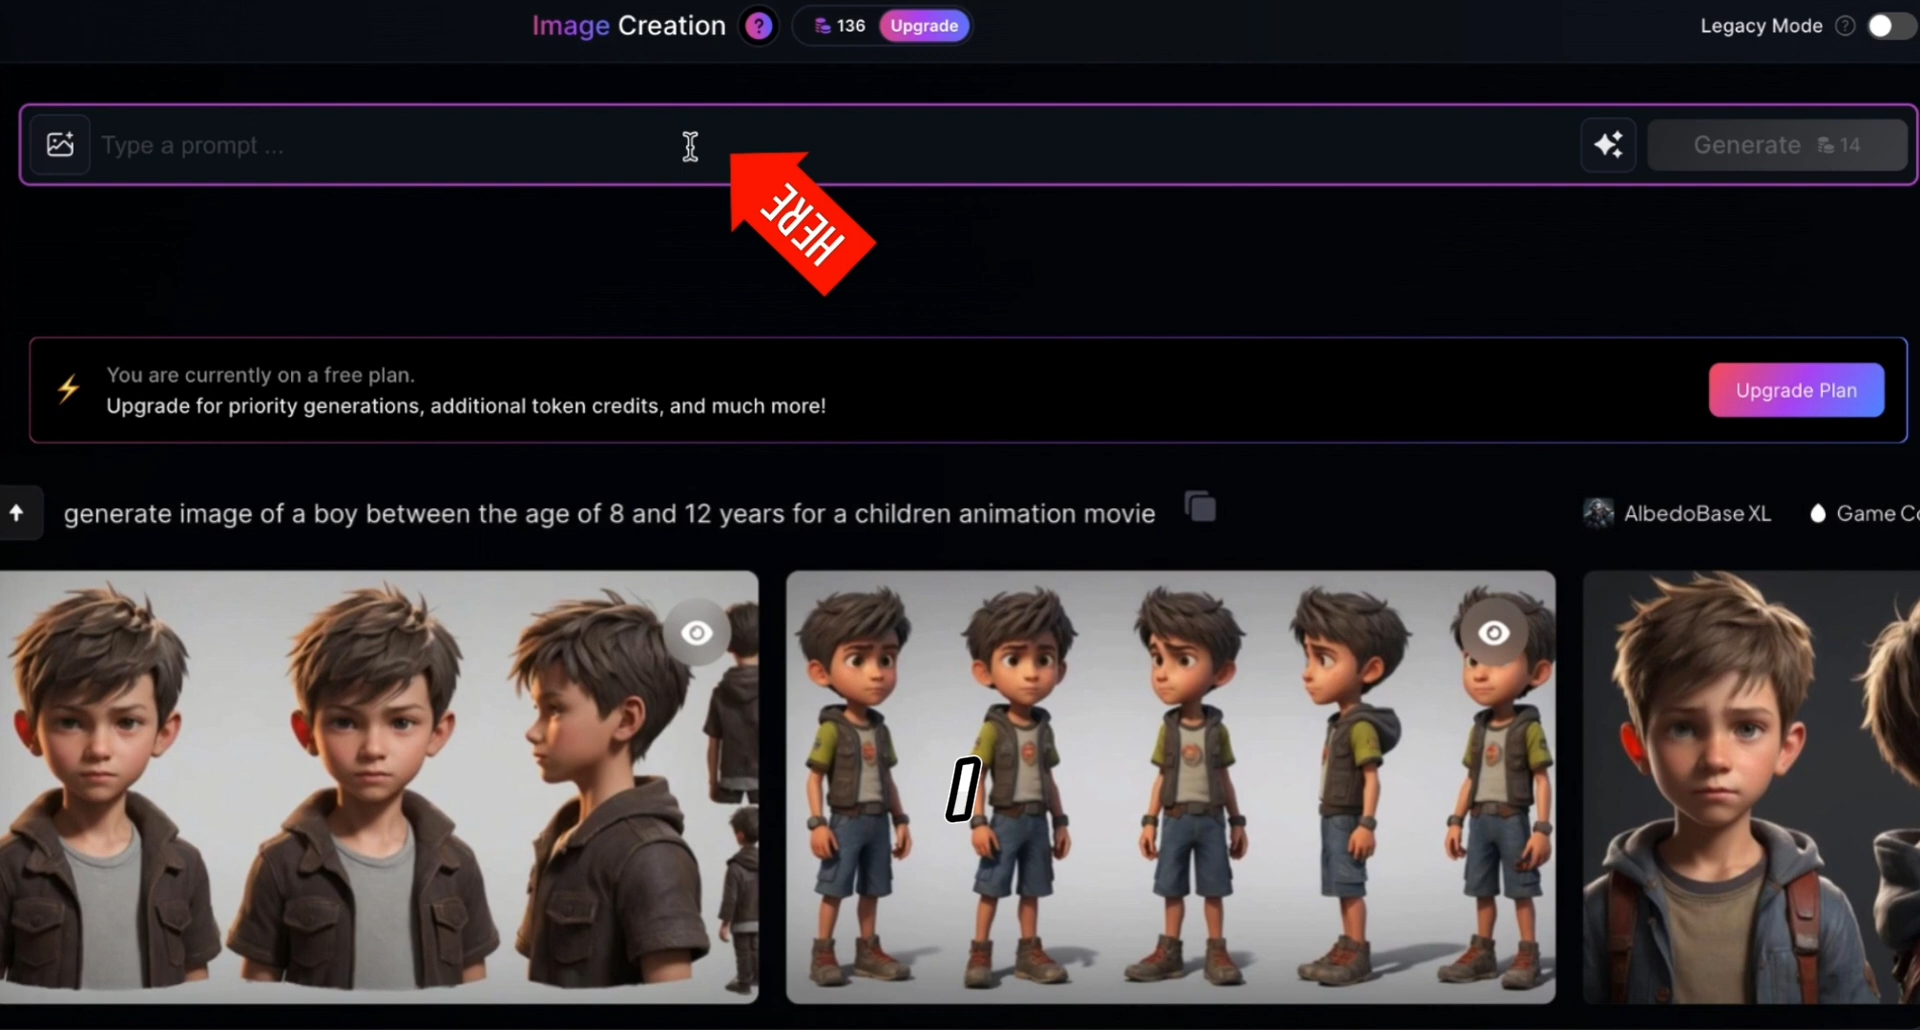 Image Creation ? 136 Upgrade Legacy Mode ?
Type a prompt ... Generate 14
HERE
You are currently on a free plan.
Upgrade for priority generations, additional token credits, and much more! Upgrade Plan
generate image of a boy between the age of 8 and 12 years for a children animation movie AlbedoBase XL Game Co
I